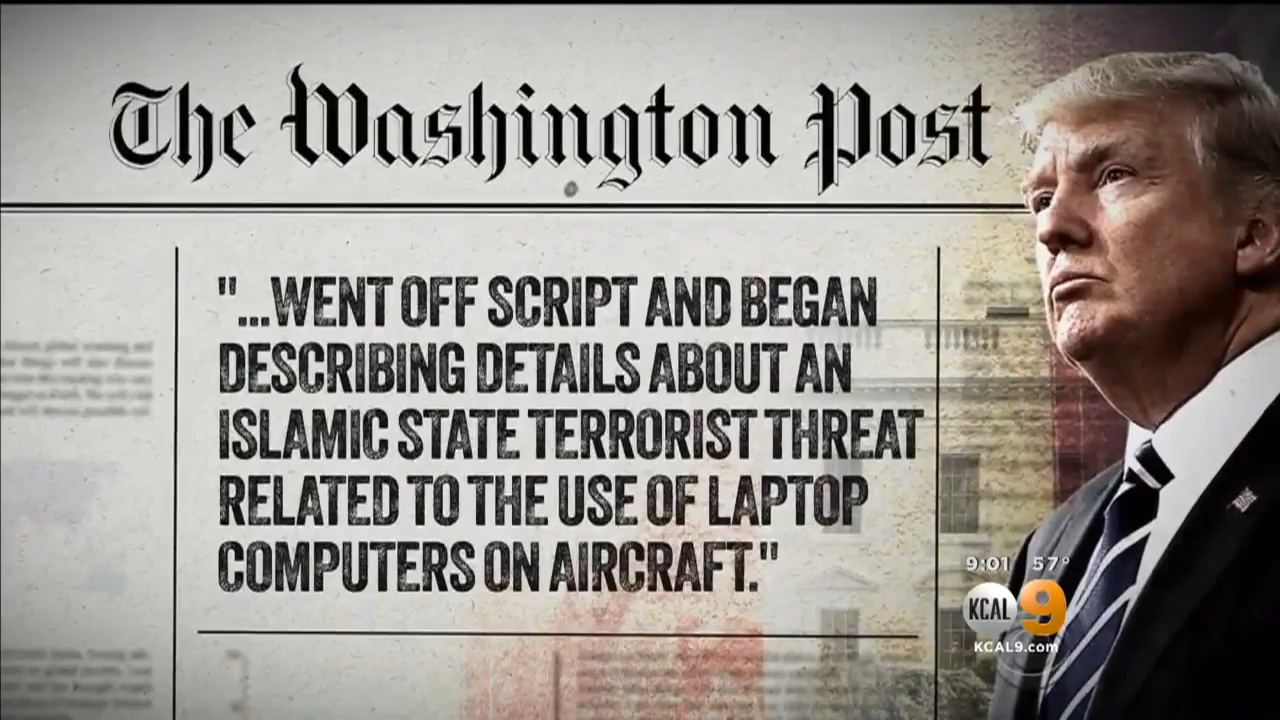 The Washington Post
"...WENT OFF SCRIPT AND BEGAN
DESCRIBING DETAILS ABOUT AN
ISLAMIC STATE TERRORIST THREAT
RELATED TO THE USE OF LAPTOP
COMPUTERS ON AIRCRAFT."
9:01 57°
KCAL 9
KCAL9.com